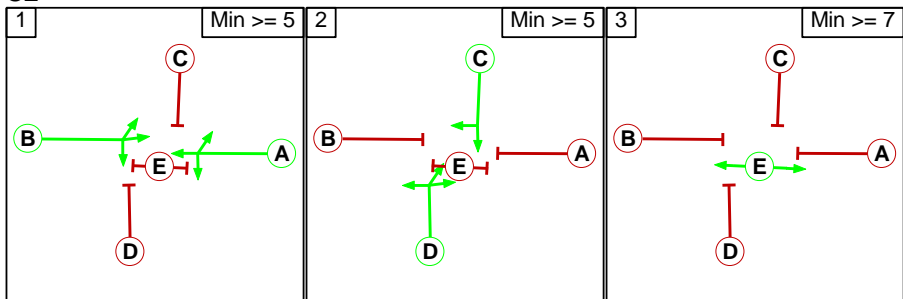 1 Min >= 5 2 Min >= 5 3 Min >= 7
C C C
B B B
A A A
E E E
D D D